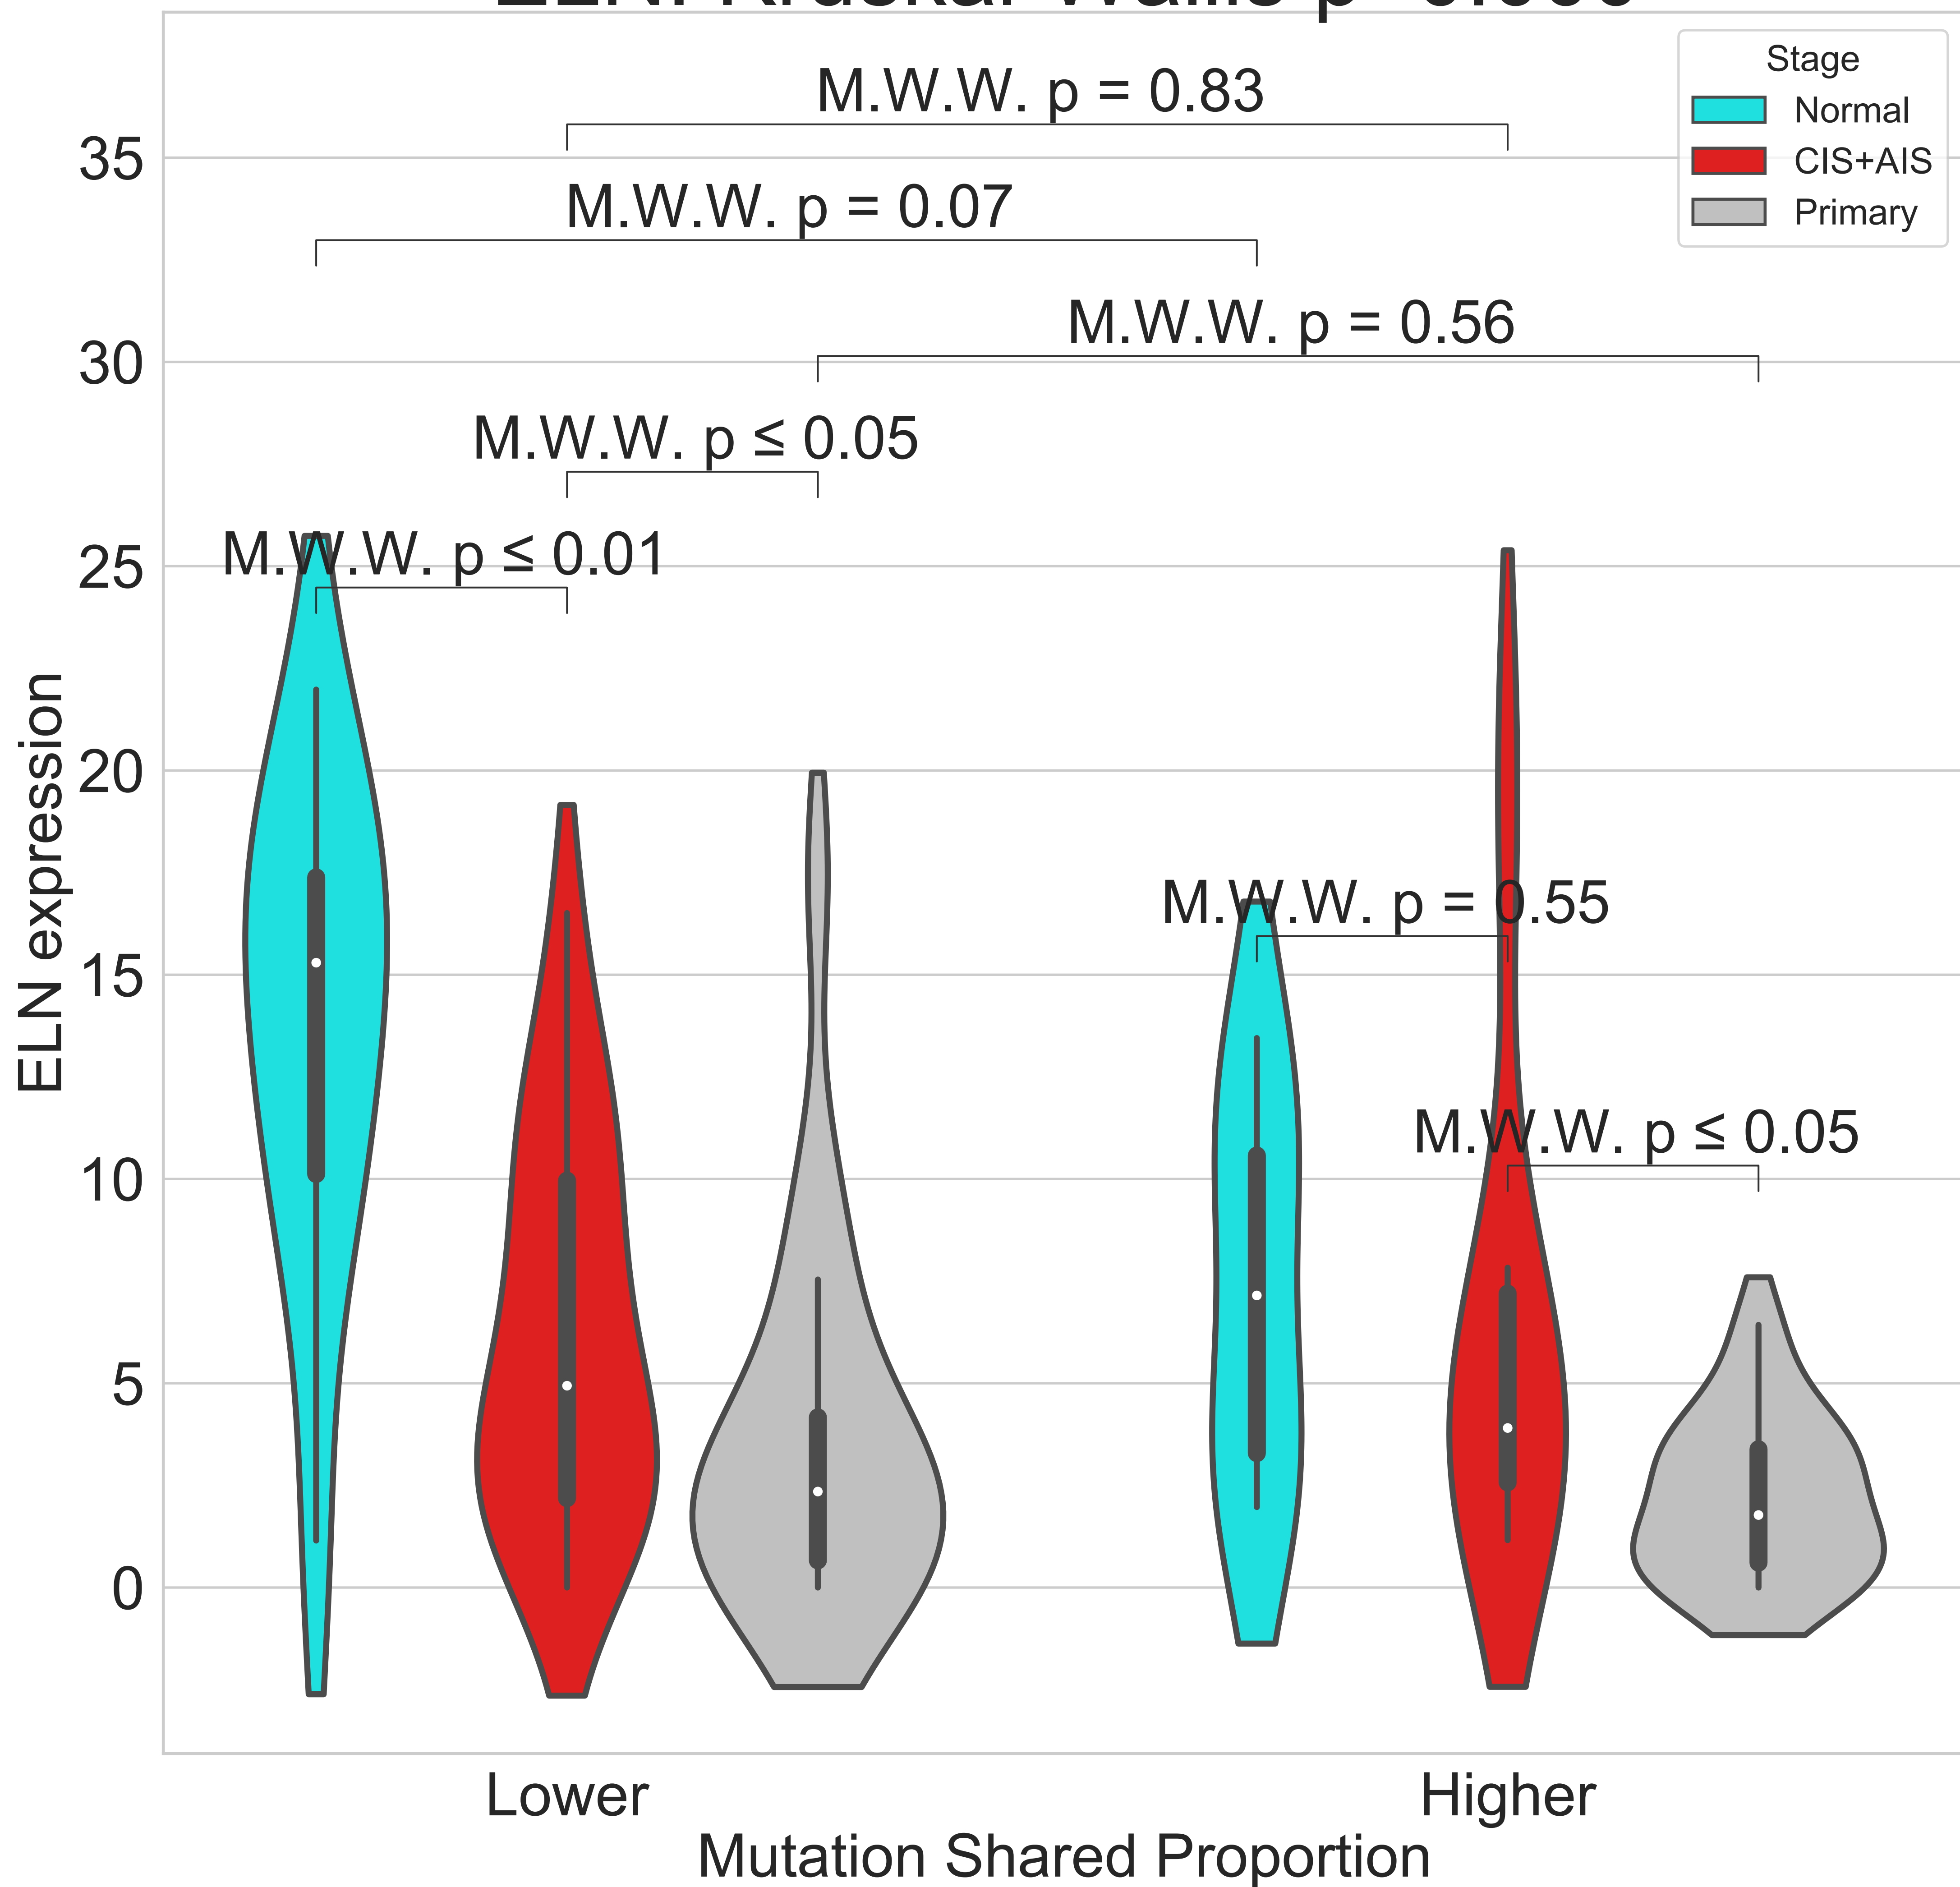 Stage
Normal
CIS+AIS
Primary
M.W.W. p = 0.83
M.W.W. p = 0.07
M.W.W. p = 0.56
M.W.W. p ≤ 0.05
M.W.W. p ≤ 0.01
M.W.W. p = 0.55
M.W.W. p ≤ 0.05
35
30
25
20
15
10
5
0
ELN expression
Lower
Higher
Mutation Shared Proportion